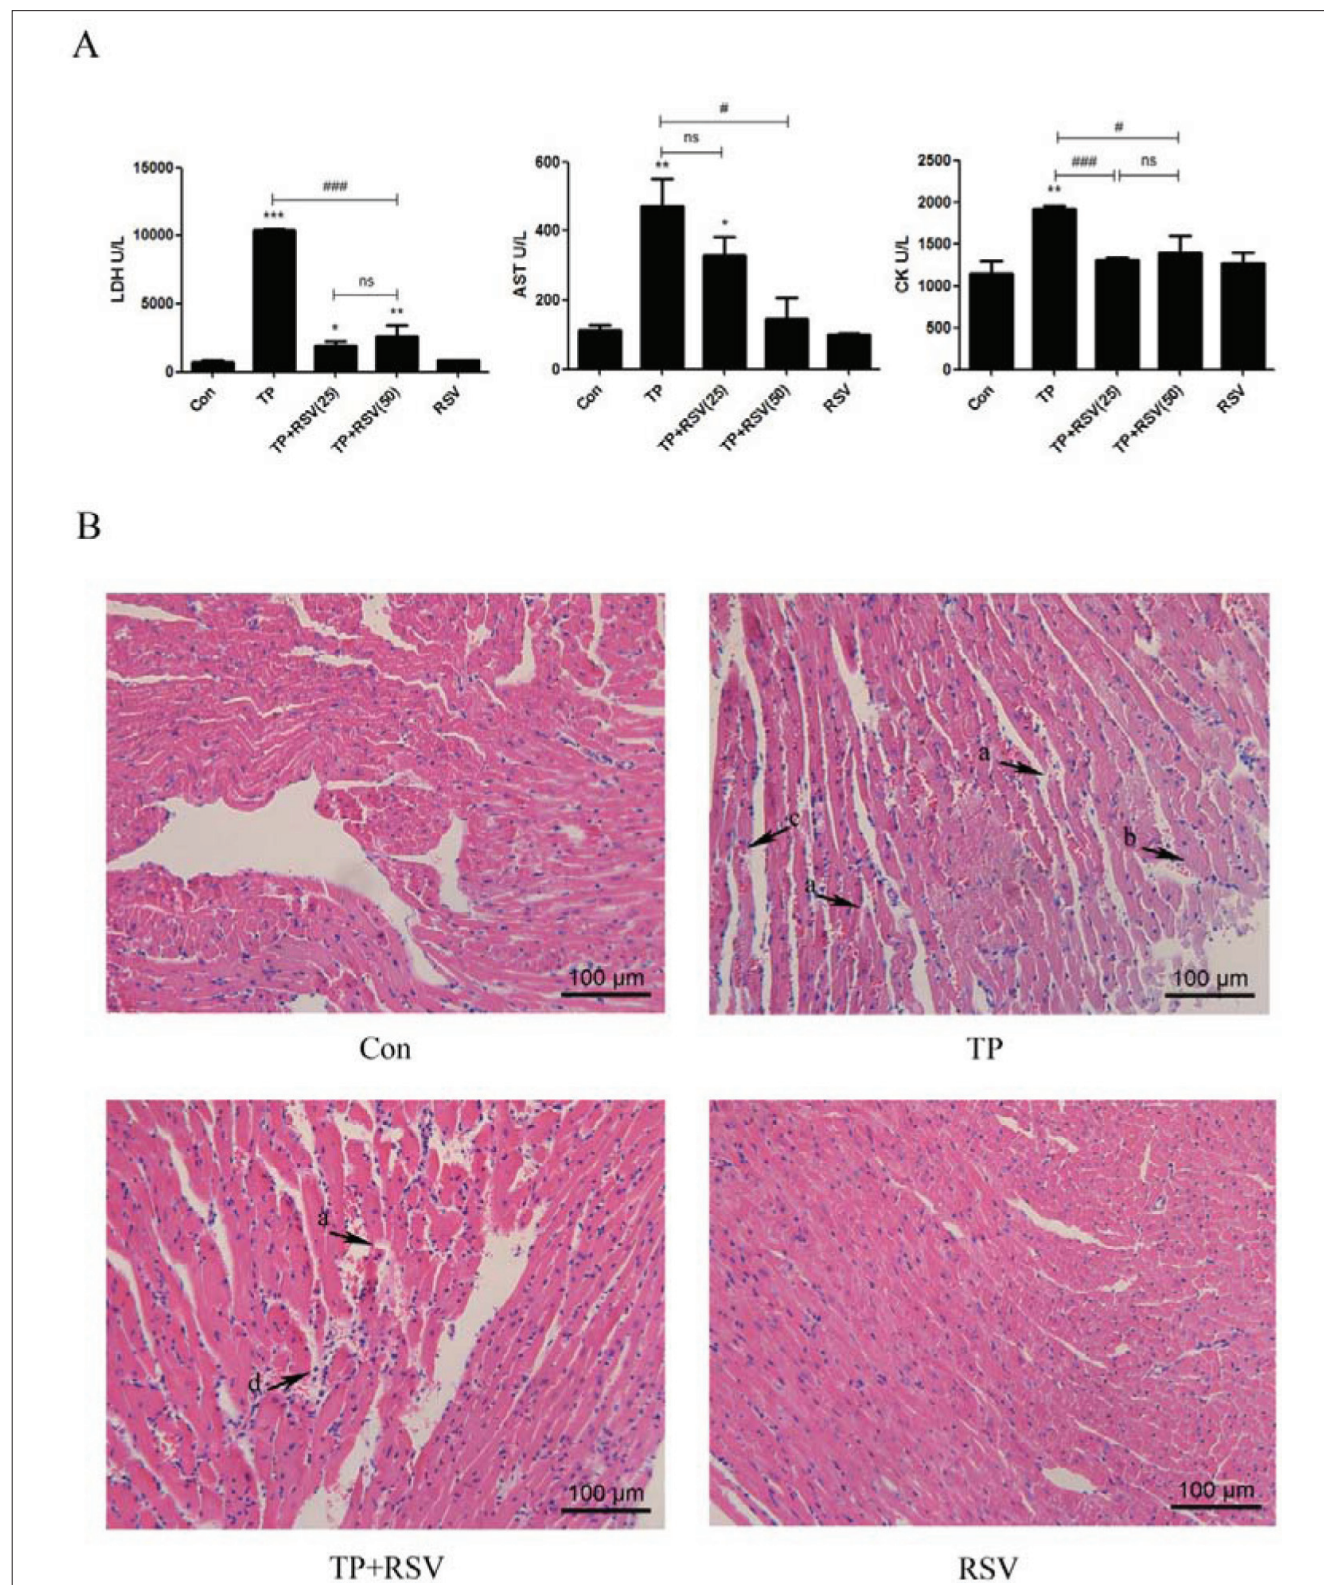 A
###
***
ns
*
**
LDH U/L
15000
10000
5000
0
Con
TP
TP+RSV(25)
TP+RSV(50)
RSV
#
ns
**
*
AST U/L
600
400
200
0
Con
TP
TP+RSV(25)
TP+RSV(50)
RSV
#
###
ns
**
CK U/L
2500
2000
1500
1000
500
0
Con
TP
TP+RSV(25)
TP+RSV(50)
RSV
B
100 µm
Con
a
c
b
a
100 µm
TP
a
d
100 µm
TP+RSV
100 µm
RSV